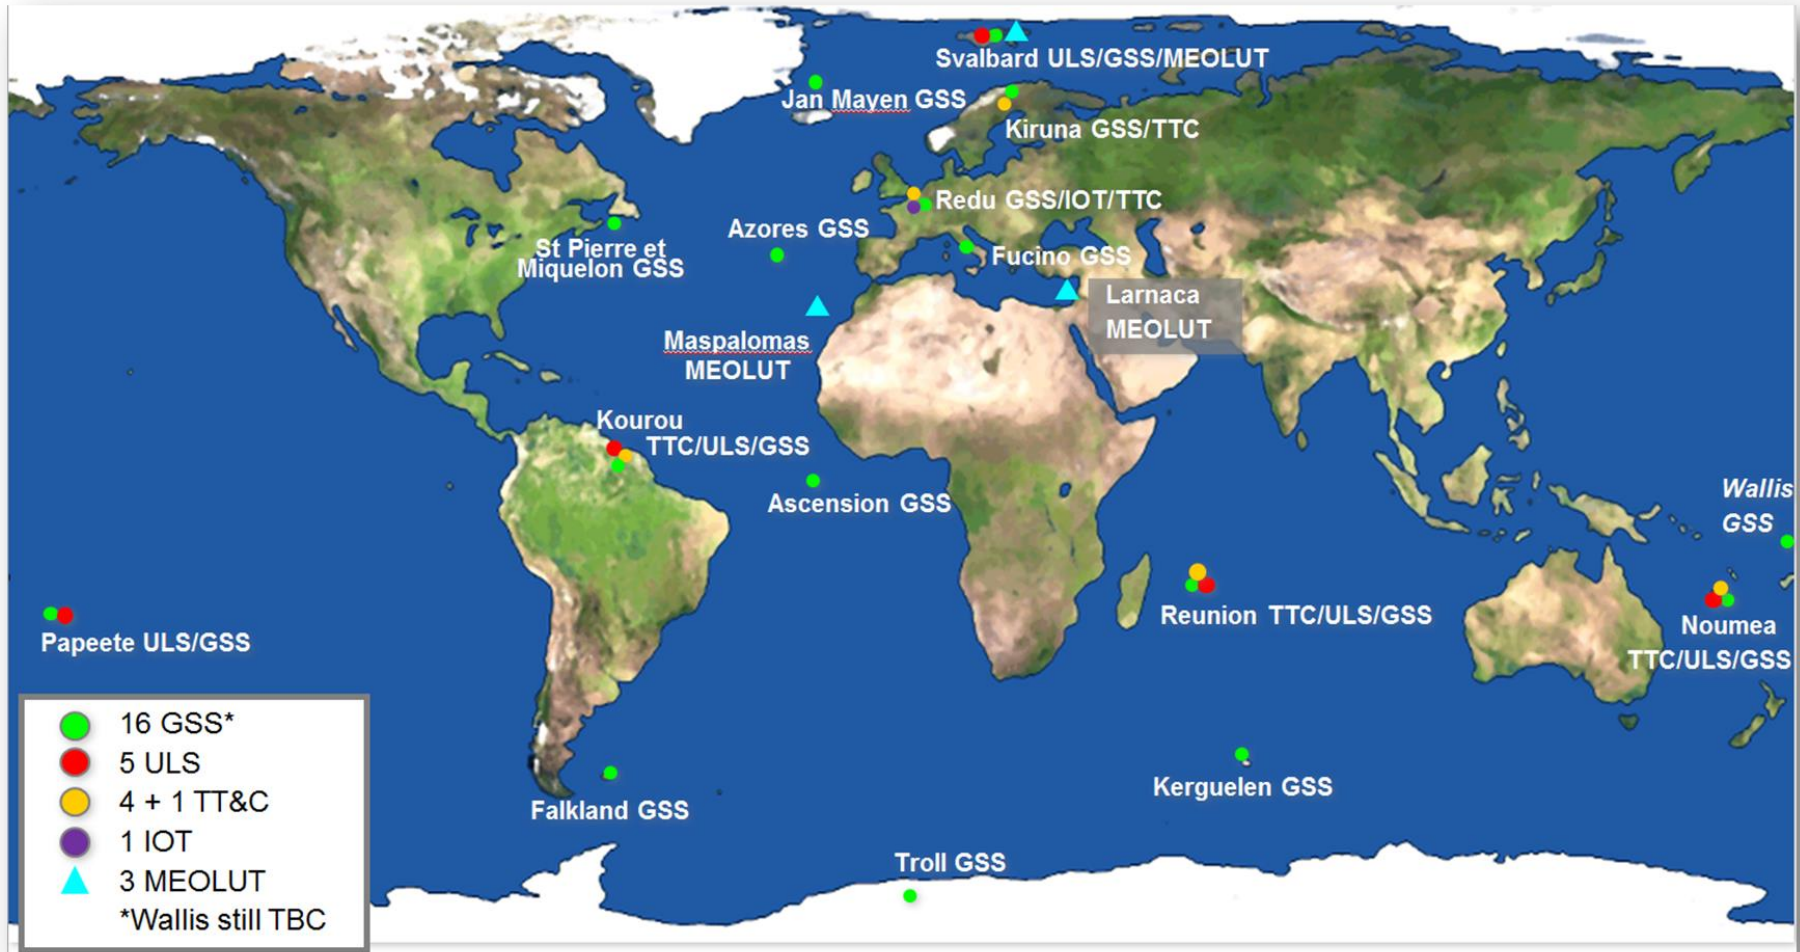 Svalbard ULS/GSS/MEOLUT
Jan Mayen GSS
Kiruna GSS/TTC
Redu GSS/IOT/TTC
Azores GSS
St Pierre et
Miquelon GSS
Fucino GSS
Larnaca
MEOLUT
Maspalomas
MEOLUT
Kourou
TTC/ULS/GSS
Ascension GSS
Wallis
GSS
Reunion TTC/ULS/GSS
Noumea
TTC/ULS/GSS
Papeete ULS/GSS
Kerguelen GSS
Falkland GSS
Troll GSS
16 GSS*
5 ULS
4 + 1 TT&C
1 IOT
3 MEOLUT
*Wallis still TBC